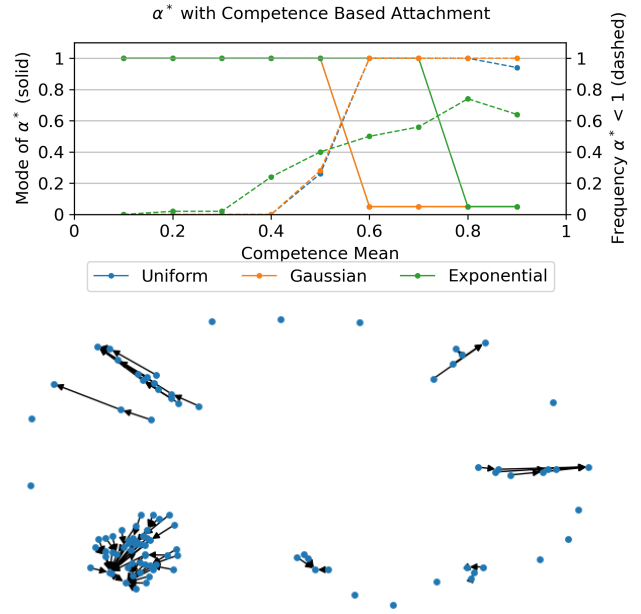 α* with Competence Based Attachment
Mode of α* (solid)
1
0.8
0.6
0.4
0.2
0
Frequency α* < 1 (dashed)
1
0.8
0.6
0.4
0.2
0
0 0.2 0.4 0.6 0.8 1
Competence Mean
Uniform Gaussian Exponential